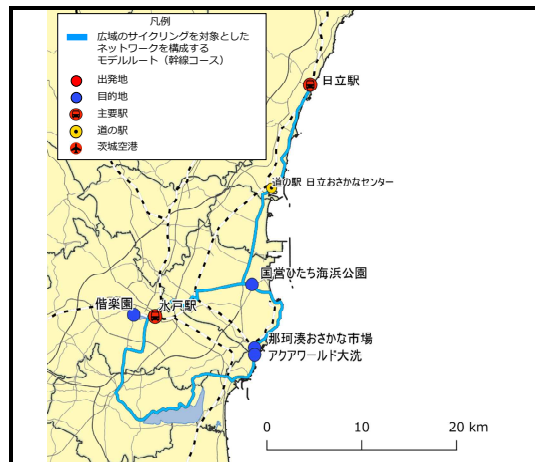 凡例
広域のサイクリングを対象とした
ネットワークを構成する
モデルルート（幹線コース）
出発地
目的地
主要駅
道の駅
茨城空港
日立駅
道の駅 日立おさかなセンター
国営ひたち海浜公園
偕楽園
水戸駅
那珂湊おさかな市場
アクアワールド大洗
0 10 20 km